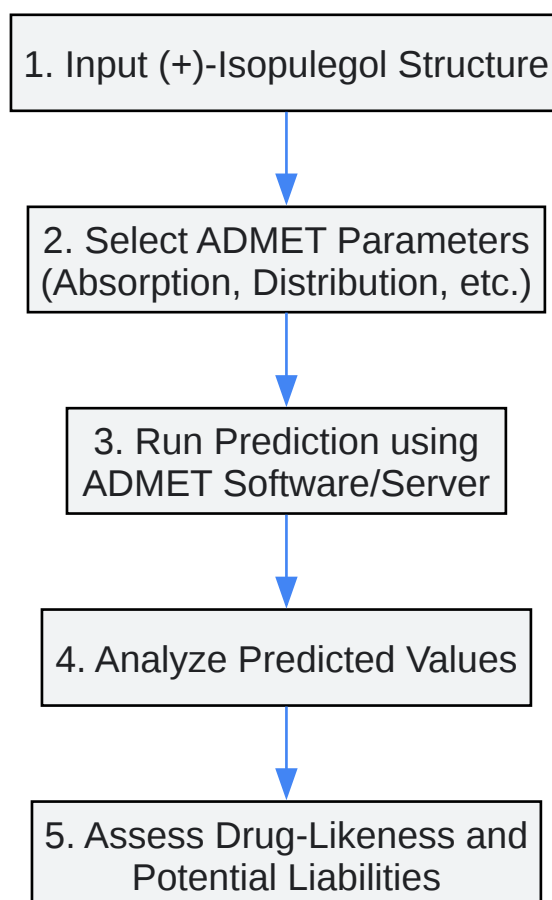 1. Input (+)-Isopulegol Structure
2. Select ADMET Parameters
(Absorption, Distribution, etc.)
3. Run Prediction using
ADMET Software/Server
4. Analyze Predicted Values
5. Assess Drug-Likeness and
Potential Liabilities